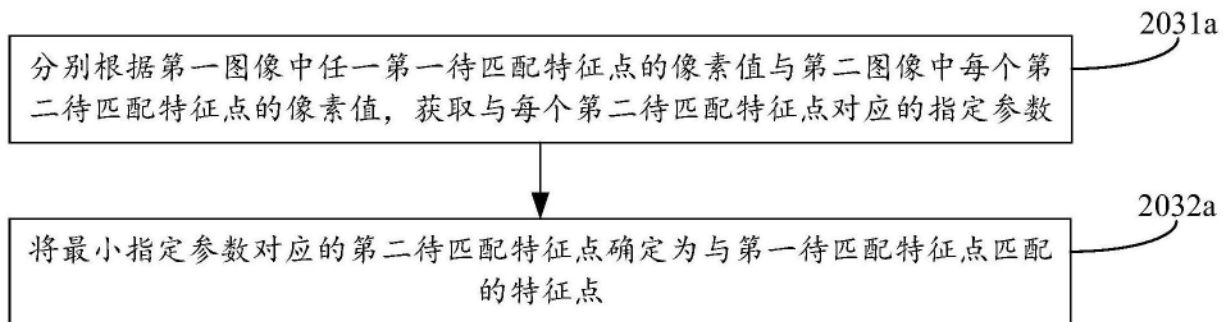 2031a
分别根据第一图像中任一第一待匹配特征点的像素值与第二图像中每个第
二待匹配特征点的像素值，获取与每个第二待匹配特征点对应的指定参数
2032a
将最小指定参数对应的第二待匹配特征点确定为与第一待匹配特征点匹配
的特征点